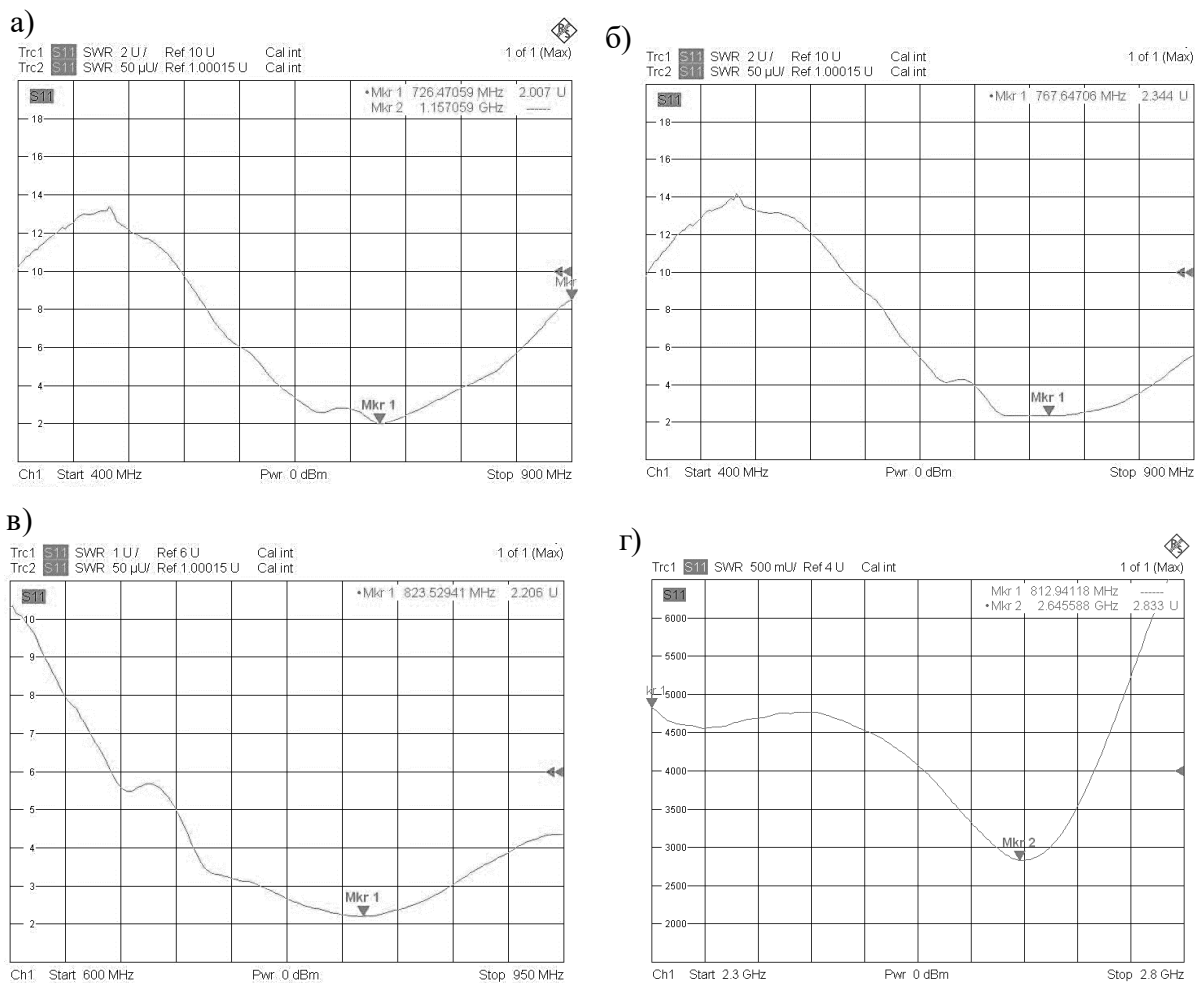 а)
Trc1 S11 SWR 2 U / Ref 10 U Cal int 1 of 1 (Max)
Trc2 S11 SWR 50 µU/ Ref 1.00015 U Cal int
S11
•Mkr 1 726.47059 MHz 2.007 U
Mkr 2 1.157059 GHz ------
18
16
14
12
10
8
6
4
2
Mkr
Mkr 1
Ch1 Start 400 MHz Pwr 0 dBm Stop 900 MHz
б)
Trc1 S11 SWR 2 U/ Ref 10 U Cal int 1 of 1 (Max)
Trc2 S11 SWR 50 µU/ Ref 1.00015 U Cal int
S11
•Mkr 1 767.64706 MHz 2.344 U
18
16
14
12
10
8
6
4
2
Mkr 1
Ch1 Start 400 MHz Pwr 0 dBm Stop 900 MHz
в)
Trc1 S11 SWR 1 U / Ref 6 U Cal int 1 of 1 (Max)
Trc2 S11 SWR 50 µU/ Ref 1.00015 U Cal int
S11
•Mkr 1 823.52941 MHz 2.206 U
10
9
8
7
6
5
4
3
2
Mkr 1
Ch1 Start 600 MHz Pwr 0 dBm Stop 950 MHz
г)
Trc1 S11 SWR 500 mU/ Ref 4 U Cal int 1 of 1 (Max)
S11
Mkr 1 812.94118 MHz ------
•Mkr 2 2.645588 GHz 2.833 U
6000
5500
5000
4500
4000
3500
3000
2500
2000
kr 1
Mkr 2
Ch1 Start 2.3 GHz Pwr 0 dBm Stop 2.8 GHz